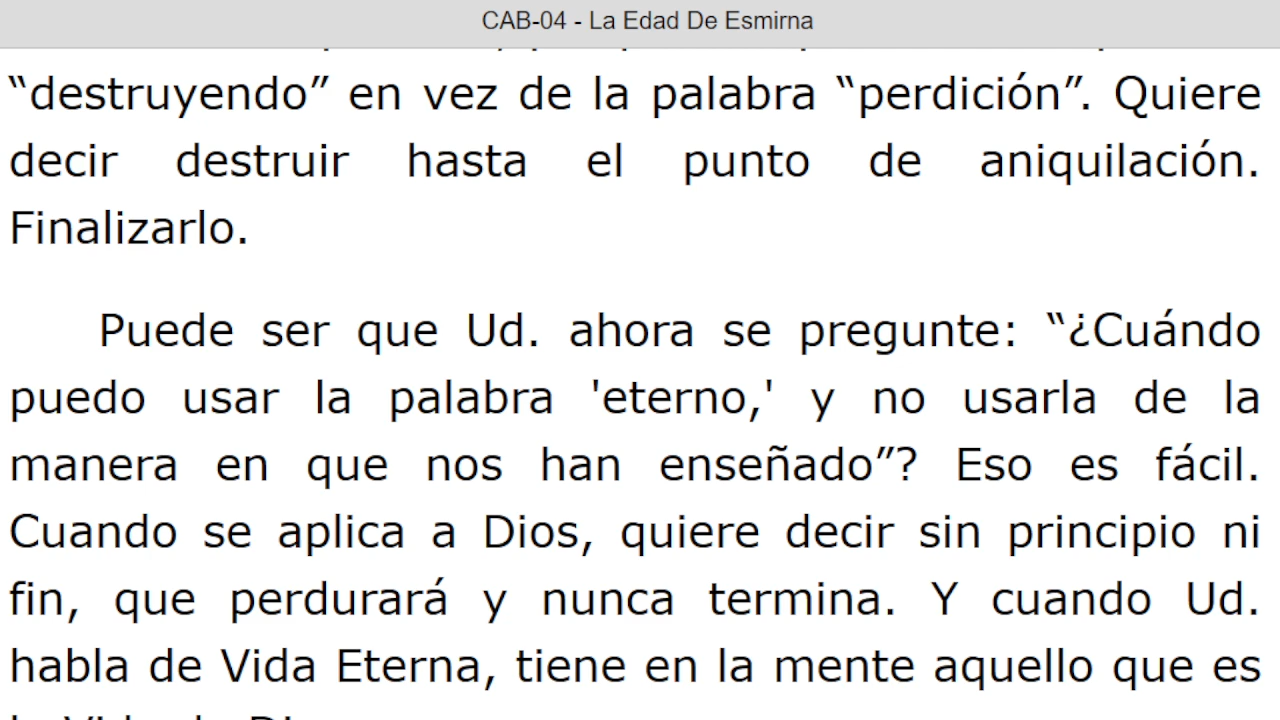 CAB-04 - La Edad De Esmirna
“destruyendo” en vez de la palabra “perdición”. Quiere
decir destruir hasta el punto de aniquilación.
Finalizarlo.
Puede ser que Ud. ahora se pregunte: “¿Cuándo
puedo usar la palabra 'eterno,' y no usarla de la
manera en que nos han enseñado”? Eso es fácil.
Cuando se aplica a Dios, quiere decir sin principio ni
fin, que perdurará y nunca termina. Y cuando Ud.
habla de Vida Eterna, tiene en la mente aquello que es